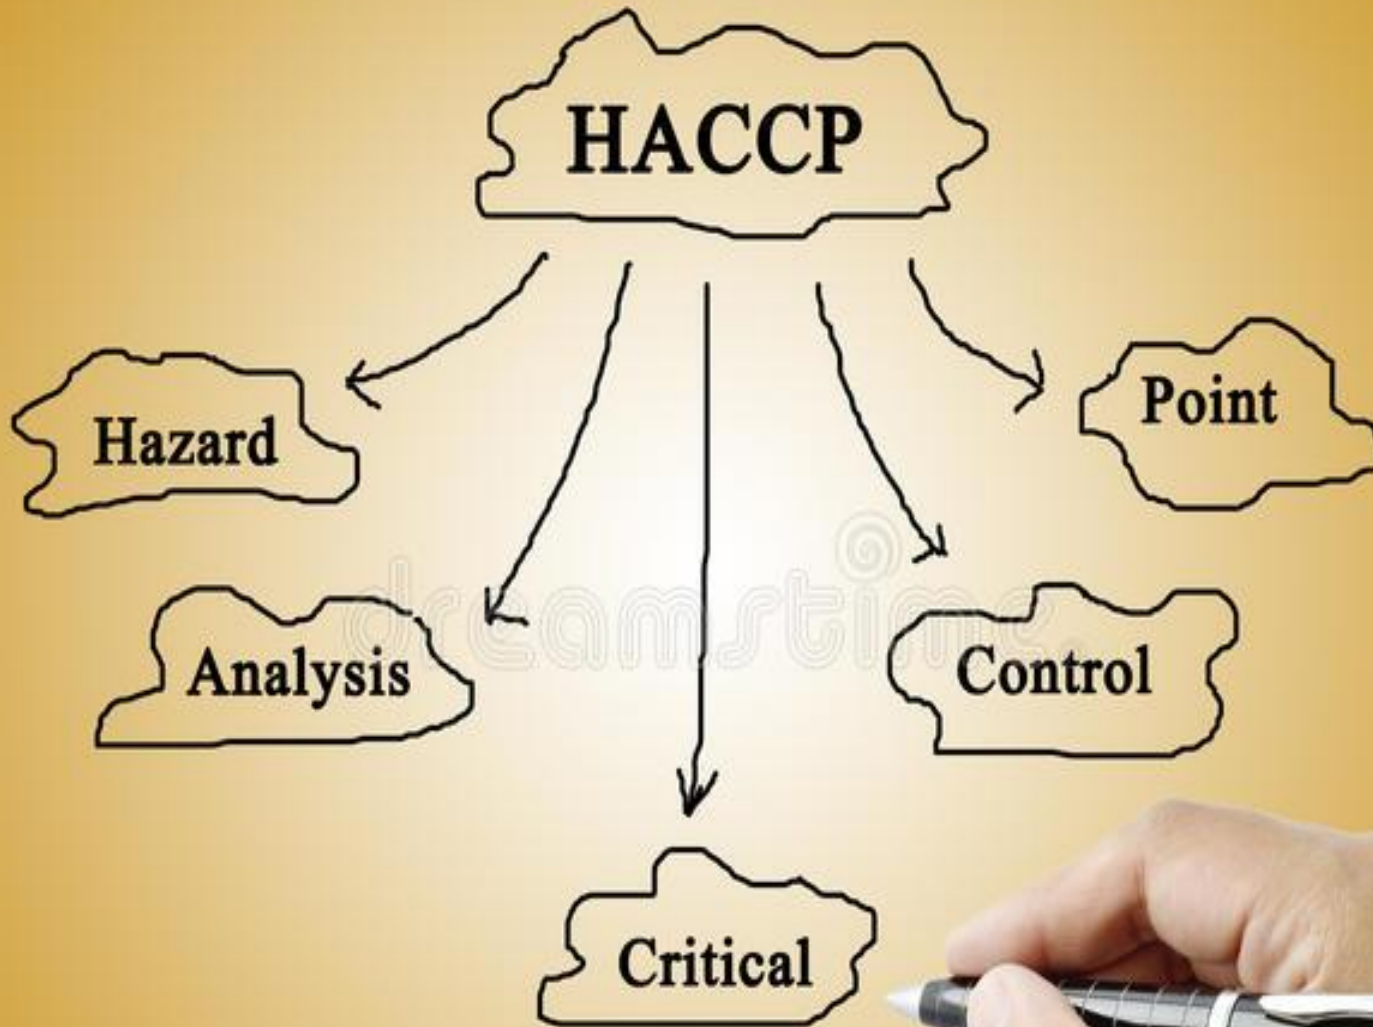 HACCP
Hazard
Analysis
Critical
Control
Point
dreamstime